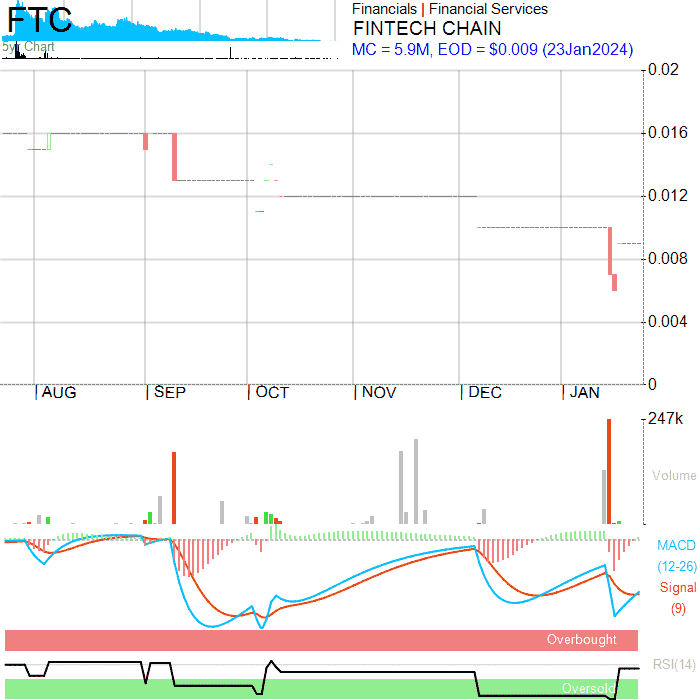 FTC
5yr Chart
Financials | Financial Services
FINTECH CHAIN
MC = 5.9M, EOD = $0.009 (23Jan2024)
0.02
0.016
0.012
0.008
0.004
0
AUG SEP OCT NOV DEC JAN
247k
Volume
MACD
(12-26)
Signal
(9)
Overbought
RSI(14)
Oversold